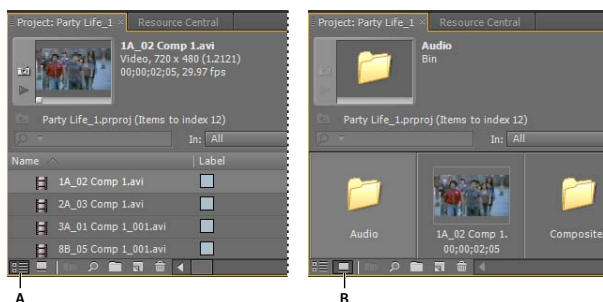 Project: Party Life_1 × Resource Central
1A_02 Comp 1.avi
Video, 720 x 480 (1.2121)
00;00;02;05, 29.97 fps
Party Life_1.prproj (Items to index 12)
In: All
Name Label
1A_02 Comp 1.avi
2A_03 Comp 1.avi
3A_01 Comp 1_001.avi
8B_05 Comp 1_001.avi
A
Project: Party Life_1 × Resource Central
Audio
Bin
Party Life_1.prproj (Items to index 12)
In: All
Audio
1A_02 Comp 1.
00;00;02;05
Composite
B